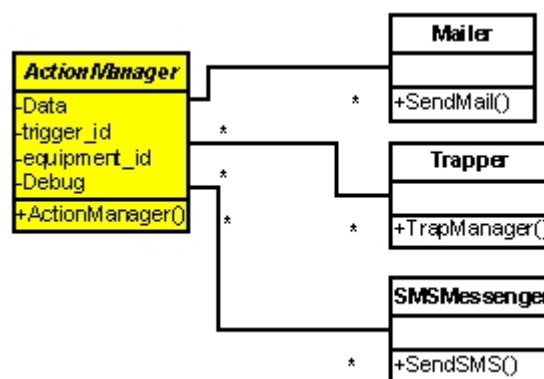 ActionManager
-Data
-trigger_id
-equipment_id
-Debug
+ActionManager()
*
*
*
Mailer
* +SendMail()
Trapper
* +TrapManager()
SMSMessenger
* +SendSMS()